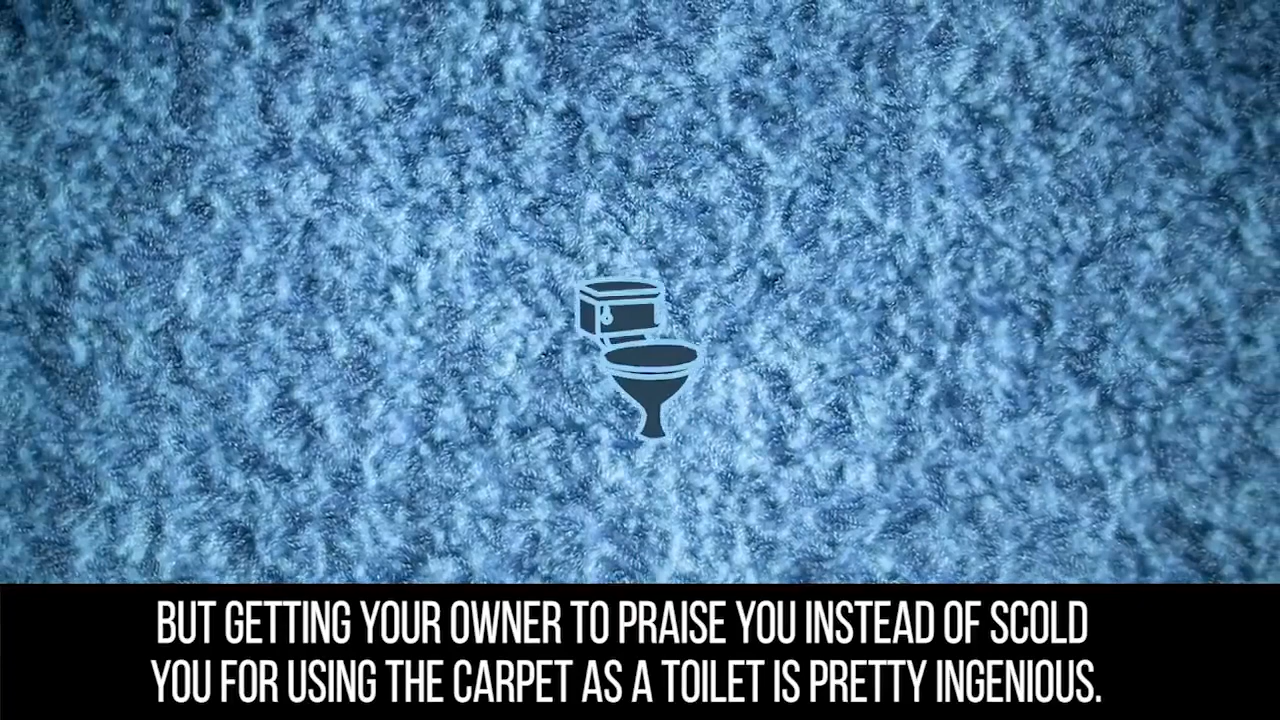 BUT GETTING YOUR OWNER TO PRAISE YOU INSTEAD OF SCOLD
YOU FOR USING THE CARPET AS A TOILET IS PRETTY INGENIOUS.